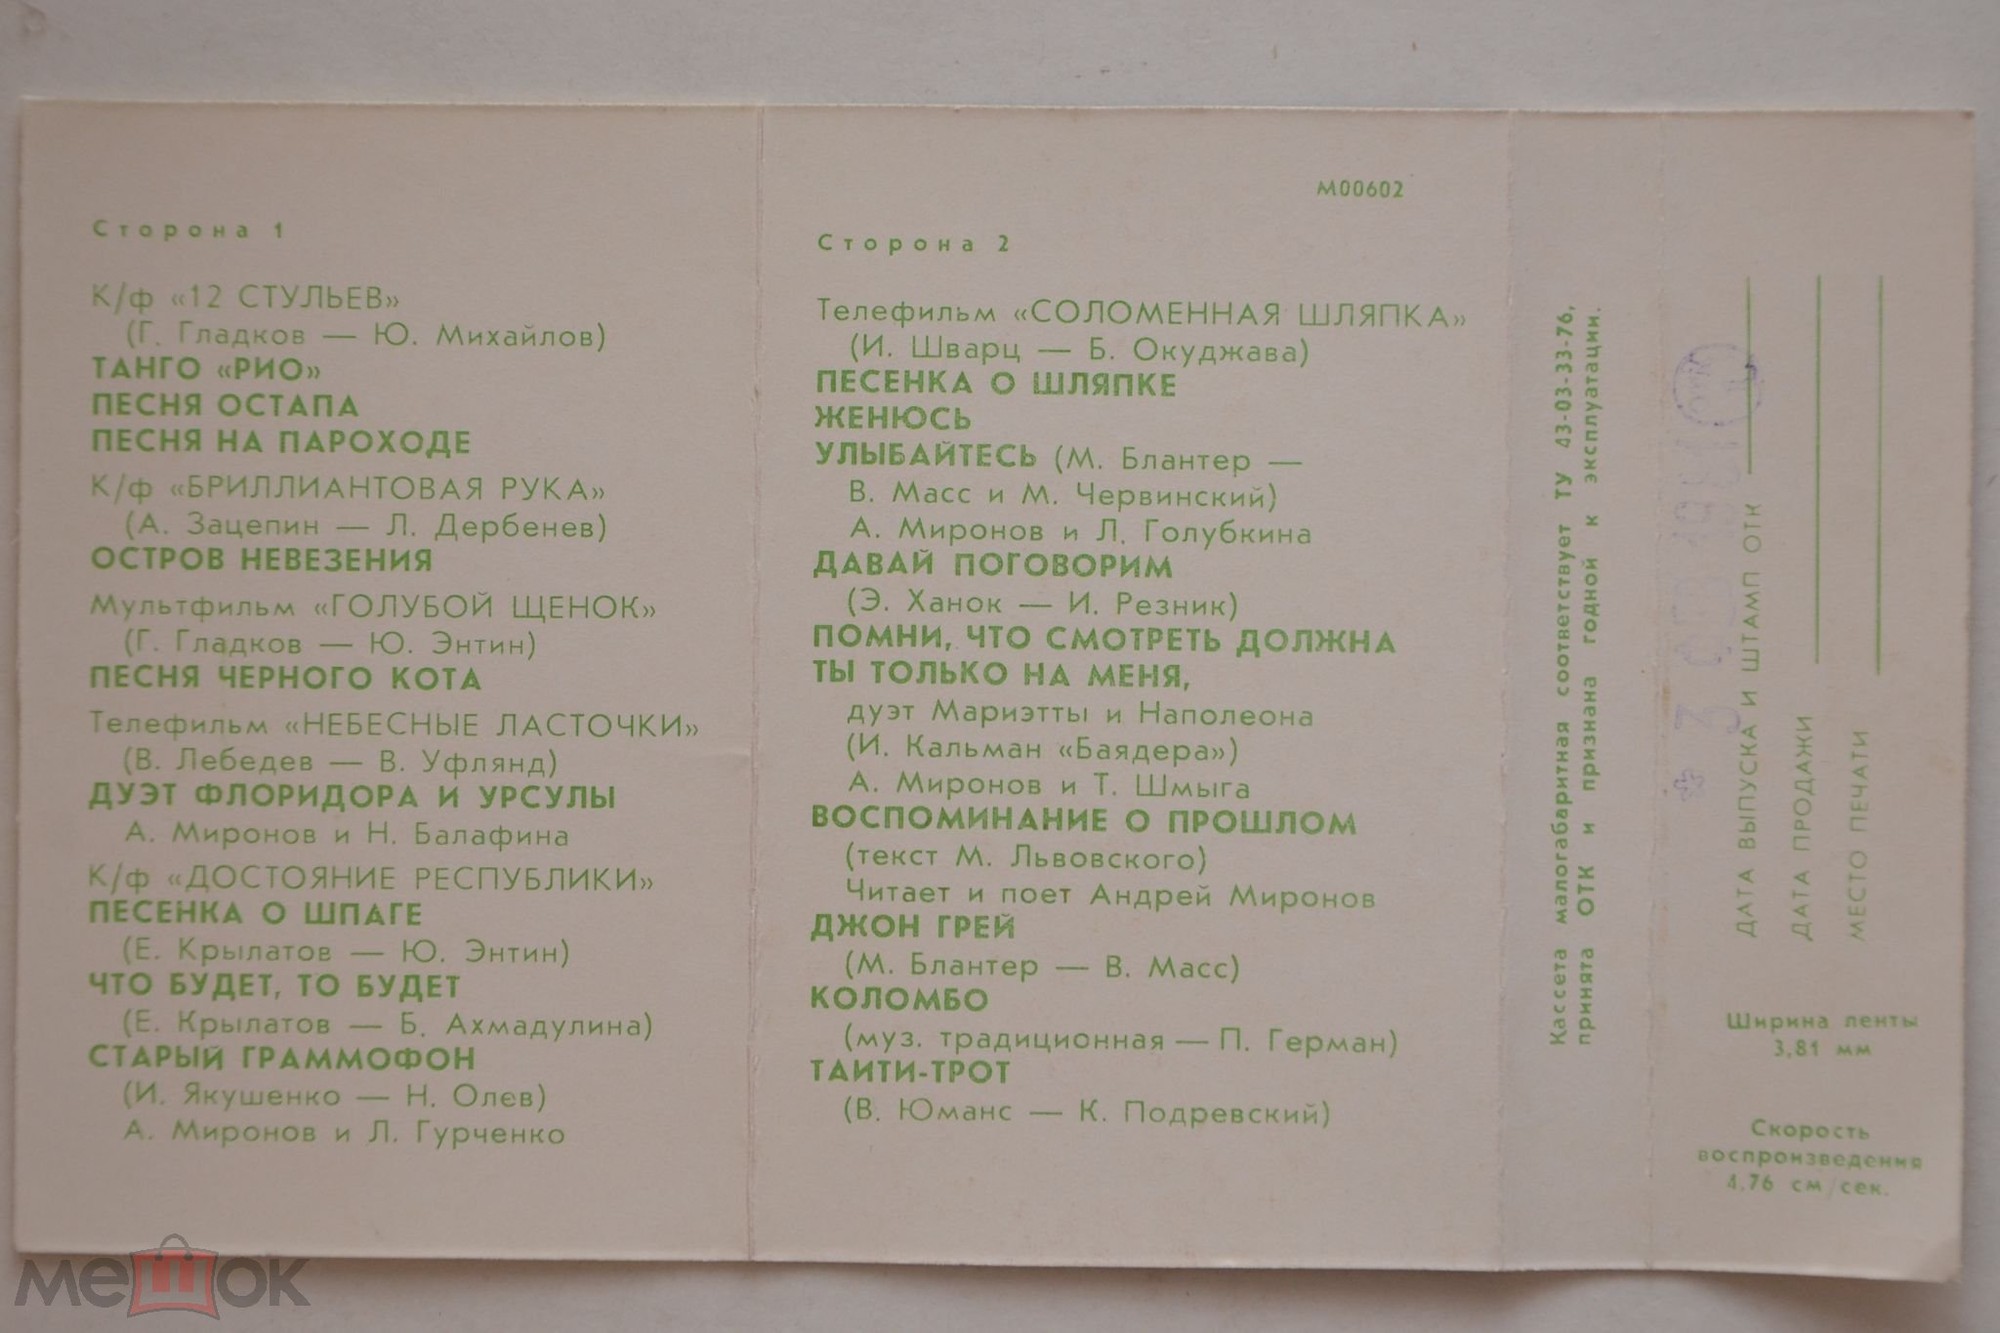 Сторона 1
К/ф «12 СТУЛЬЕВ»
(Г. Гладков — Ю. Михайлов)
ТАНГО «РИО»
ПЕСНЯ ОСТАПА
ПЕСНЯ НА ПАРОХОДЕ
К/ф «БРИЛЛИАНТОВАЯ РУКА»
(А. Зацепин — Л. Дербенев)
ОСТРОВ НЕВЕЗЕНИЯ
Мультфильм «ГОЛУБОЙ ЩЕНОК»
(Г. Гладков — Ю. Энтин)
ПЕСНЯ ЧЕРНОГО КОТА
Телефильм «НЕБЕСНЫЕ ЛАСТОЧКИ»
(В. Лебедев — В. Уфлянд)
ДУЭТ ФЛОРИДОРА И УРСУЛЫ
А. Миронов и Н. Балафина
К/ф «ДОСТОЯНИЕ РЕСПУБЛИКИ»
ПЕСЕНКА О ШПАГЕ
(Е. Крылатов — Ю. Энтин)
ЧТО БУДЕТ, ТО БУДЕТ
(Е. Крылатов — Б. Ахмадулина)
СТАРЫЙ ГРАММОФОН
(И. Якушенко — Н. Олев)
А. Миронов и Л. Гурченко
М00602
Сторона 2
Телефильм «СОЛОМЕННАЯ ШЛЯПКА»
(И. Шварц — Б. Окуджава)
ПЕСЕНКА О ШЛЯПКЕ
ЖЕНЮСЬ
УЛЫБАЙТЕСЬ (М. Блантер —
В. Масс и М. Червинский)
А. Миронов и Л. Голубкина
ДАВАЙ ПОГОВОРИМ
(Э. Ханок — И. Резник)
ПОМНИ, ЧТО СМОТРЕТЬ ДОЛЖНА
ТЫ ТОЛЬКО НА МЕНЯ,
дуэт Мариэтты и Наполеона
(И. Кальман «Баядера»)
А. Миронов и Т. Шмыга
ВОСПОМИНАНИЕ О ПРОШЛОМ
(текст М. Львовского)
Читает и поет Андрей Миронов
ДЖОН ГРЕЙ
(М. Блантер — В. Масс)
КОЛОМБО
(муз. традиционная — П. Герман)
ТАИТИ-ТРОТ
(В. Юманс — К. Подревский)
Кассета малогабаритная соответствует ТУ 43-03-33-76,
принята ОТК и признана годной к эксплуатации.
ДАТА ВЫПУСКА И ШТАМП ОТК
ДАТА ПРОДАЖИ
МЕСТО ПЕЧАТИ
Ширина ленты
3,81 мм
Скорость
воспроизведения
4,76 см/сек.
мешок